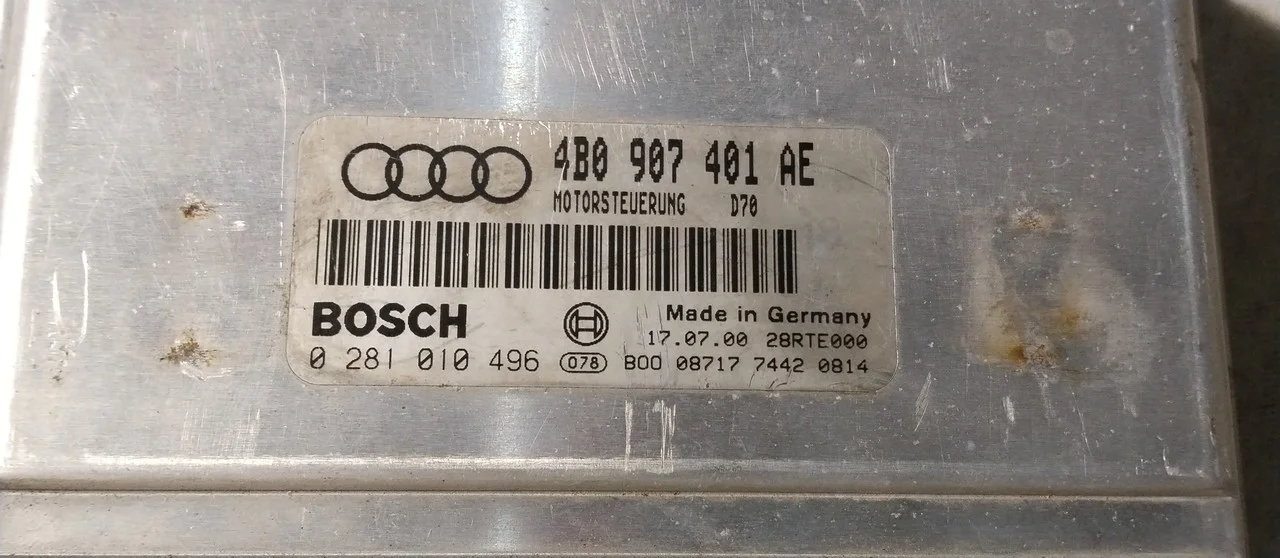 4B0 907 401 AE
MOTORSTEUERUNG D70
BOSCH
Made in Germany
17.07.00 28RTE000
0 281 010 496 078 B00 08717 7442 0814